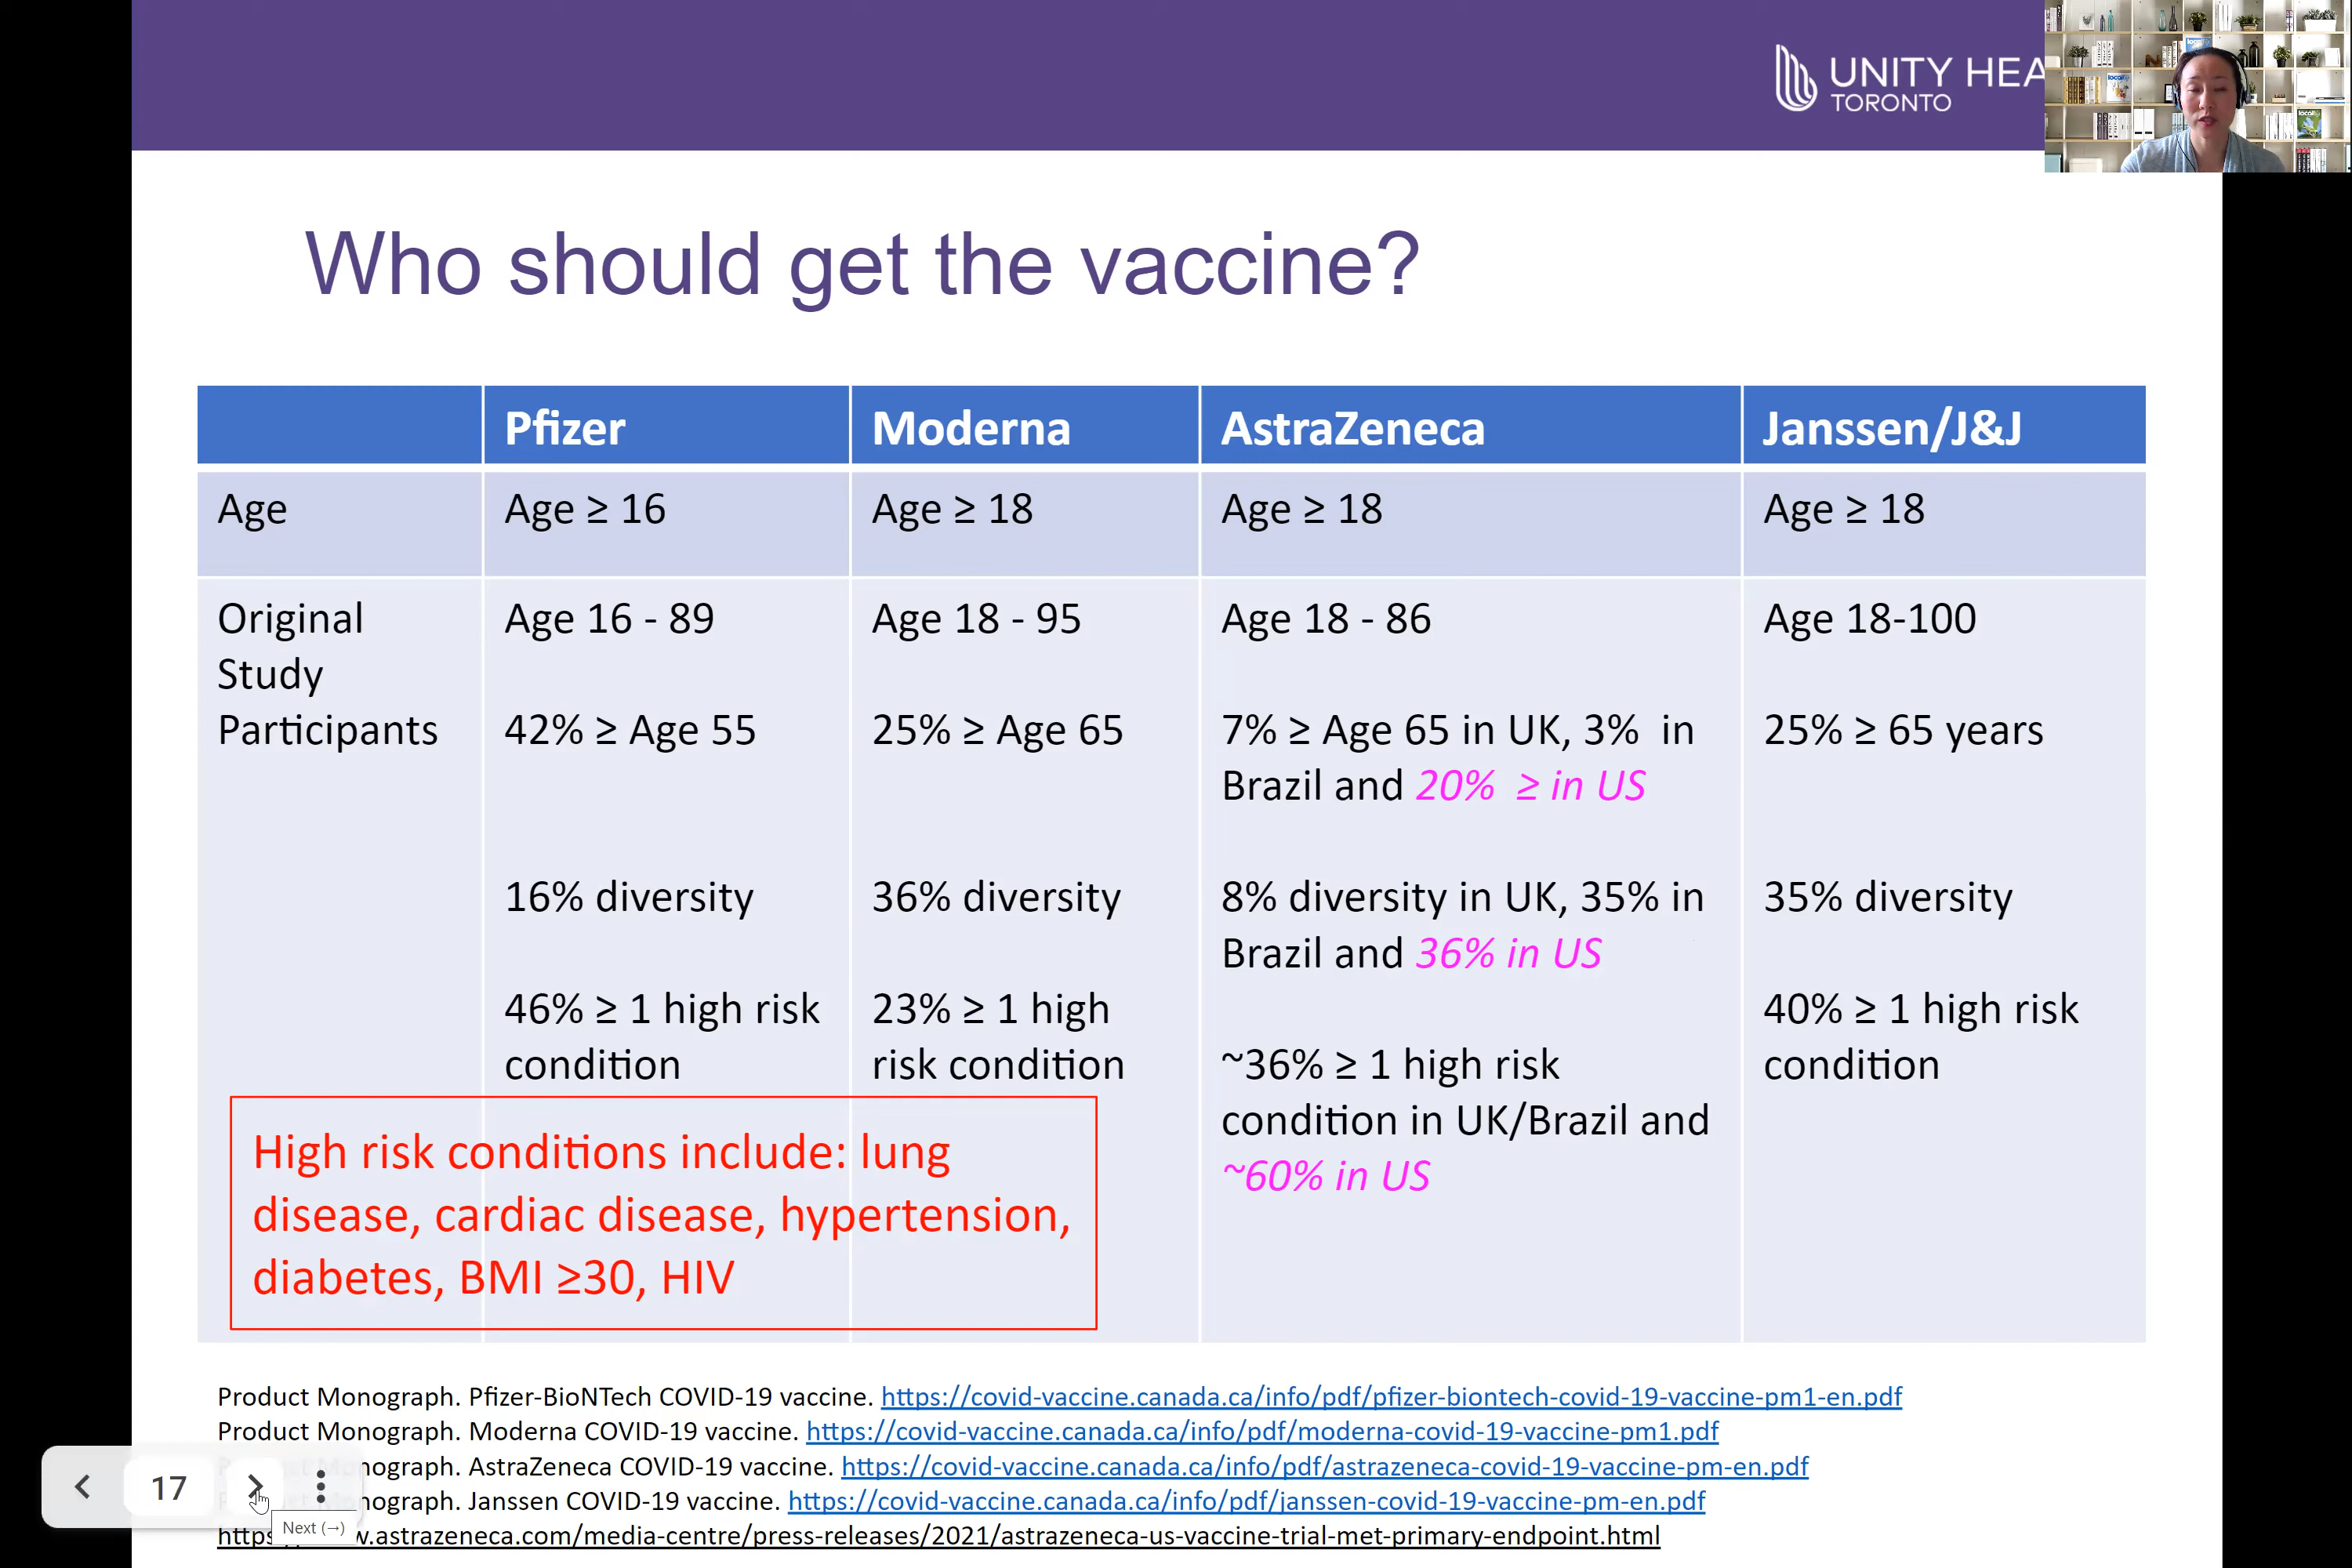 UNITY HEA
TORONTO
Who should get the vaccine?
Pfizer
Moderna
AstraZeneca
Janssen/J&J
Age
Age ≥ 16
Age ≥ 18
Age ≥ 18
Age ≥ 18
Original
Study
Participants
Age 16 - 89
42% ≥ Age 55
16% diversity
46% ≥ 1 high risk
condition
Age 18 - 95
25% ≥ Age 65
36% diversity
23% ≥ 1 high
risk condition
Age 18 - 86
7% ≥ Age 65 in UK, 3% in
Brazil and 20% ≥ in US
8% diversity in UK, 35% in
Brazil and 36% in US
~36% ≥ 1 high risk
condition in UK/Brazil and
~60% in US
Age 18-100
25% ≥ 65 years
35% diversity
40% ≥ 1 high risk
condition
High risk conditions include: lung
disease, cardiac disease, hypertension,
diabetes, BMI ≥30, HIV
Product Monograph. Pfizer-BioNTech COVID-19 vaccine. https://covid-vaccine.canada.ca/info/pdf/pfizer-biontech-covid-19-vaccine-pm1-en.pdf
Product Monograph. Moderna COVID-19 vaccine. https://covid-vaccine.canada.ca/info/pdf/moderna-covid-19-vaccine-pm1.pdf
Product Monograph. AstraZeneca COVID-19 vaccine. https://covid-vaccine.canada.ca/info/pdf/astrazeneca-covid-19-vaccine-pm-en.pdf
Product Monograph. Janssen COVID-19 vaccine. https://covid-vaccine.canada.ca/info/pdf/janssen-covid-19-vaccine-pm-en.pdf
https://www.astrazeneca.com/media-centre/press-releases/2021/astrazeneca-us-vaccine-trial-met-primary-endpoint.html
17
Next (→)